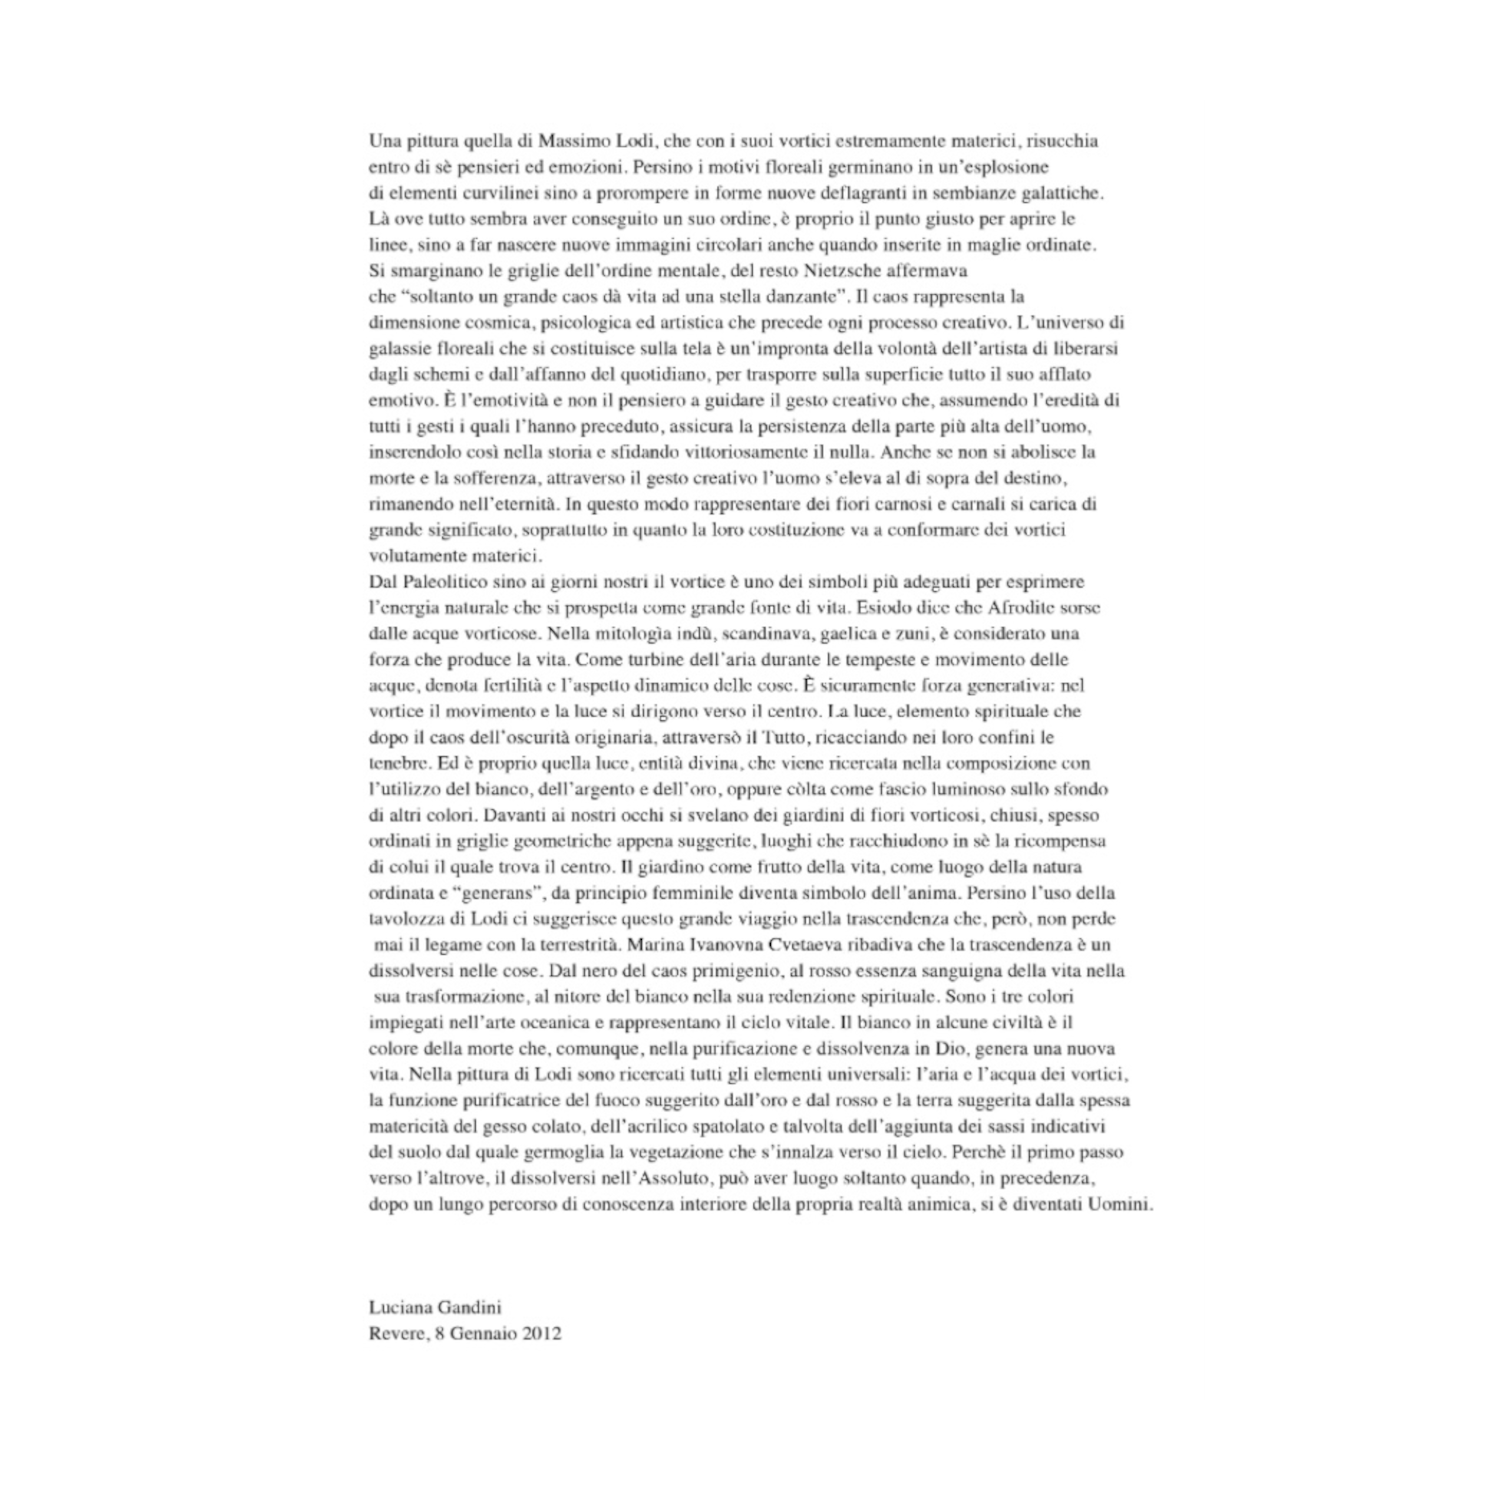 Una pittura quella di Massimo Lodi, che con i suoi vortici estremamente materici, risucchia
entro di sè pensieri ed emozioni. Persino i motivi floreali germinano in un'esplosione
di elementi curvilinei sino a prorompere in forme nuove deflagranti in sembianze galattiche.
Là ove tutto sembra aver conseguito un suo ordine, è proprio il punto giusto per aprire le
linee, sino a far nascere nuove immagini circolari anche quando inserite in maglie ordinate.
Si smarginano le griglie dell'ordine mentale, del resto Nietzsche affermava
che “soltanto un grande caos dà vita ad una stella danzante”. Il caos rappresenta la
dimensione cosmica, psicologica ed artistica che precede ogni processo creativo. L'universo di
galassie floreali che si costituisce sulla tela è un'impronta della volontà dell'artista di liberarsi
dagli schemi e dall'affanno del quotidiano, per trasporre sulla superficie tutto il suo afflato
emotivo. È l'emotività e non il pensiero a guidare il gesto creativo che, assumendo l'eredità di
tutti i gesti i quali l'hanno preceduto, assicura la persistenza della parte più alta dell'uomo,
inserendolo così nella storia e sfidando vittoriosamente il nulla. Anche se non si abolisce la
morte e la sofferenza, attraverso il gesto creativo l'uomo s'eleva al di sopra del destino,
rimanendo nell'eternità. In questo modo rappresentare dei fiori carnosi e carnali si carica di
grande significato, soprattutto in quanto la loro costituzione va a conformare dei vortici
volutamente materici.
Dal Paleolitico sino ai giorni nostri il vortice è uno dei simboli più adeguati per esprimere
l'energia naturale che si prospetta come grande fonte di vita. Esiodo dice che Afrodite sorse
dalle acque vorticose. Nella mitologìa indù, scandinava, gaelica e zuni, è considerato una
forza che produce la vita. Come turbine dell'aria durante le tempeste e movimento delle
acque, denota fertilità e l'aspetto dinamico delle cose. È sicuramente forza generativa: nel
vortice il movimento e la luce si dirigono verso il centro. La luce, elemento spirituale che
dopo il caos dell'oscurità originaria, attraversò il Tutto, ricacciando nei loro confini le
tenebre. Ed è proprio quella luce, entità divina, che viene ricercata nella composizione con
l'utilizzo del bianco, dell'argento e dell'oro, oppure còlta come fascio luminoso sullo sfondo
di altri colori. Davanti ai nostri occhi si svelano dei giardini di fiori vorticosi, chiusi, spesso
ordinati in griglie geometriche appena suggerite, luoghi che racchiudono in sè la ricompensa
di colui il quale trova il centro. Il giardino come frutto della vita, come luogo della natura
ordinata e “generans”, da principio femminile diventa simbolo dell'anima. Persino l'uso della
tavolozza di Lodi ci suggerisce questo grande viaggio nella trascendenza che, però, non perde
mai il legame con la terrestrità. Marina Ivanovna Cvetaeva ribadiva che la trascendenza è un
dissolversi nelle cose. Dal nero del caos primigenio, al rosso essenza sanguigna della vita nella
sua trasformazione, al nitore del bianco nella sua redenzione spirituale. Sono i tre colori
impiegati nell'arte oceanica e rappresentano il ciclo vitale. Il bianco in alcune civiltà è il
colore della morte che, comunque, nella purificazione e dissolvenza in Dio, genera una nuova
vita. Nella pittura di Lodi sono ricercati tutti gli elementi universali: l'aria e l'acqua dei vortici,
la funzione purificatrice del fuoco suggerito dall'oro e dal rosso e la terra suggerita dalla spessa
matericità del gesso colato, dell'acrilico spatolato e talvolta dell'aggiunta dei sassi indicativi
del suolo dal quale germoglia la vegetazione che s'innalza verso il cielo. Perchè il primo passo
verso l'altrove, il dissolversi nell'Assoluto, può aver luogo soltanto quando, in precedenza,
dopo un lungo percorso di conoscenza interiore della propria realtà animica, si è diventati Uomini.
Luciana Gandini
Revere, 8 Gennaio 2012